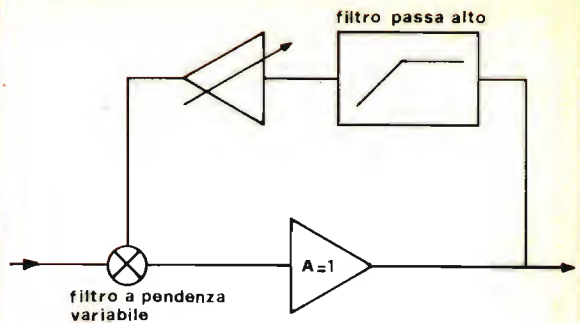 filtro passa alto
A=1
filtro a pendenza
variabile